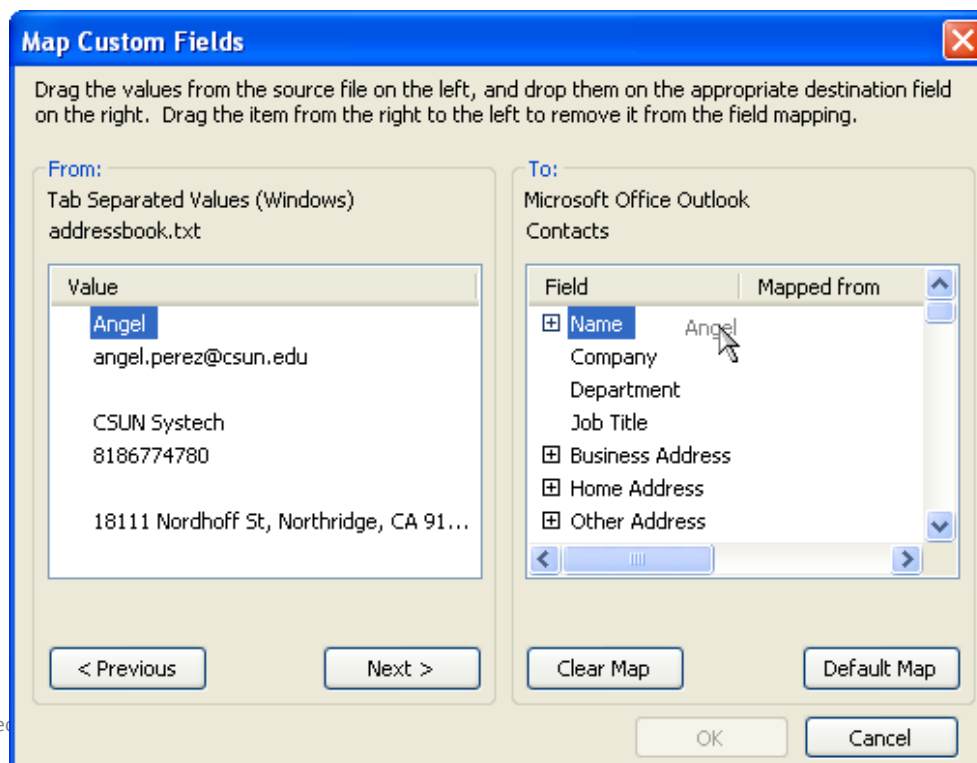 Map Custom Fields
Drag the values from the source file on the left, and drop them on the appropriate destination field
on the right. Drag the item from the right to the left to remove it from the field mapping.
From:
Tab Separated Values (Windows)
addressbook.txt
Value
Angel
angel.perez@csun.edu
CSUN Systech
8186774780
18111 Nordhoff St, Northridge, CA 91...
< Previous
Next >
To:
Microsoft Office Outlook
Contacts
Field Mapped from
Name Angel
Company
Department
Job Title
Business Address
Home Address
Other Address
Clear Map
Default Map
OK
Cancel